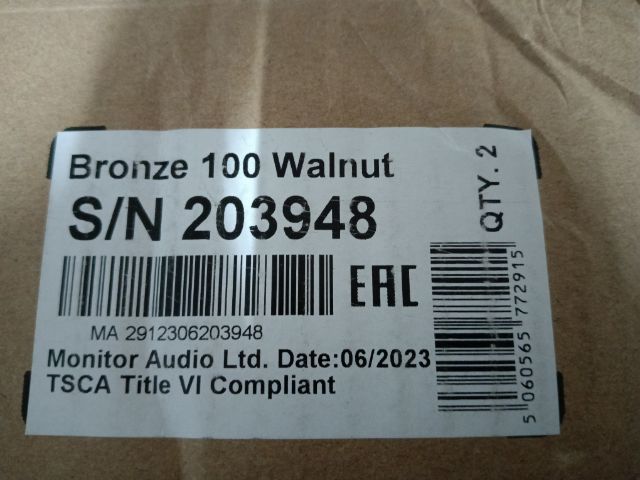 Bronze 100 Walnut
S/N 203948
QTY. 2
EAC
MA 2912306203948
Monitor Audio Ltd. Date:06/2023
TSCA Title VI Compliant
5 060565 772915